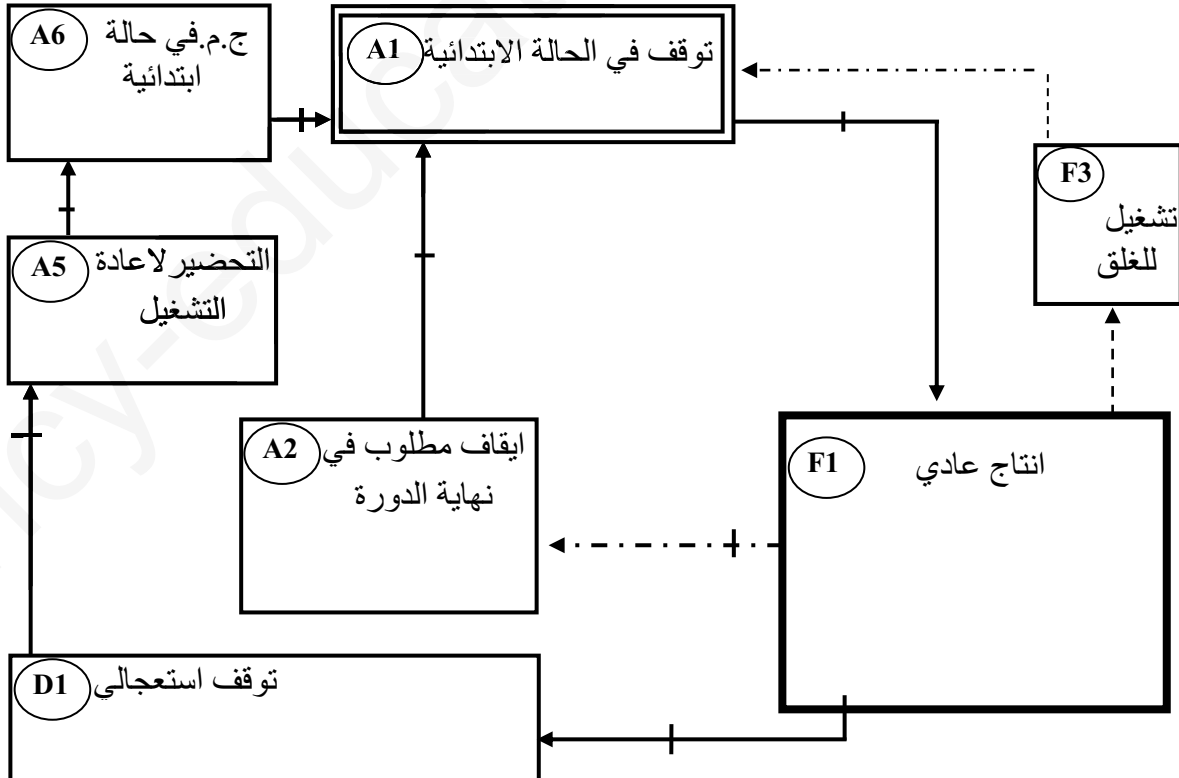 A6 ج.م.في حالة
ابتدائية
A1 توقف في الحالة الابتدائية
F3
تشغيل
للغلق
A5 التحضير لاعادة
التشغيل
A2 ايقاف مطلوب في
نهاية الدورة
F1 انتاج عادي
D1 توقف استعجالي